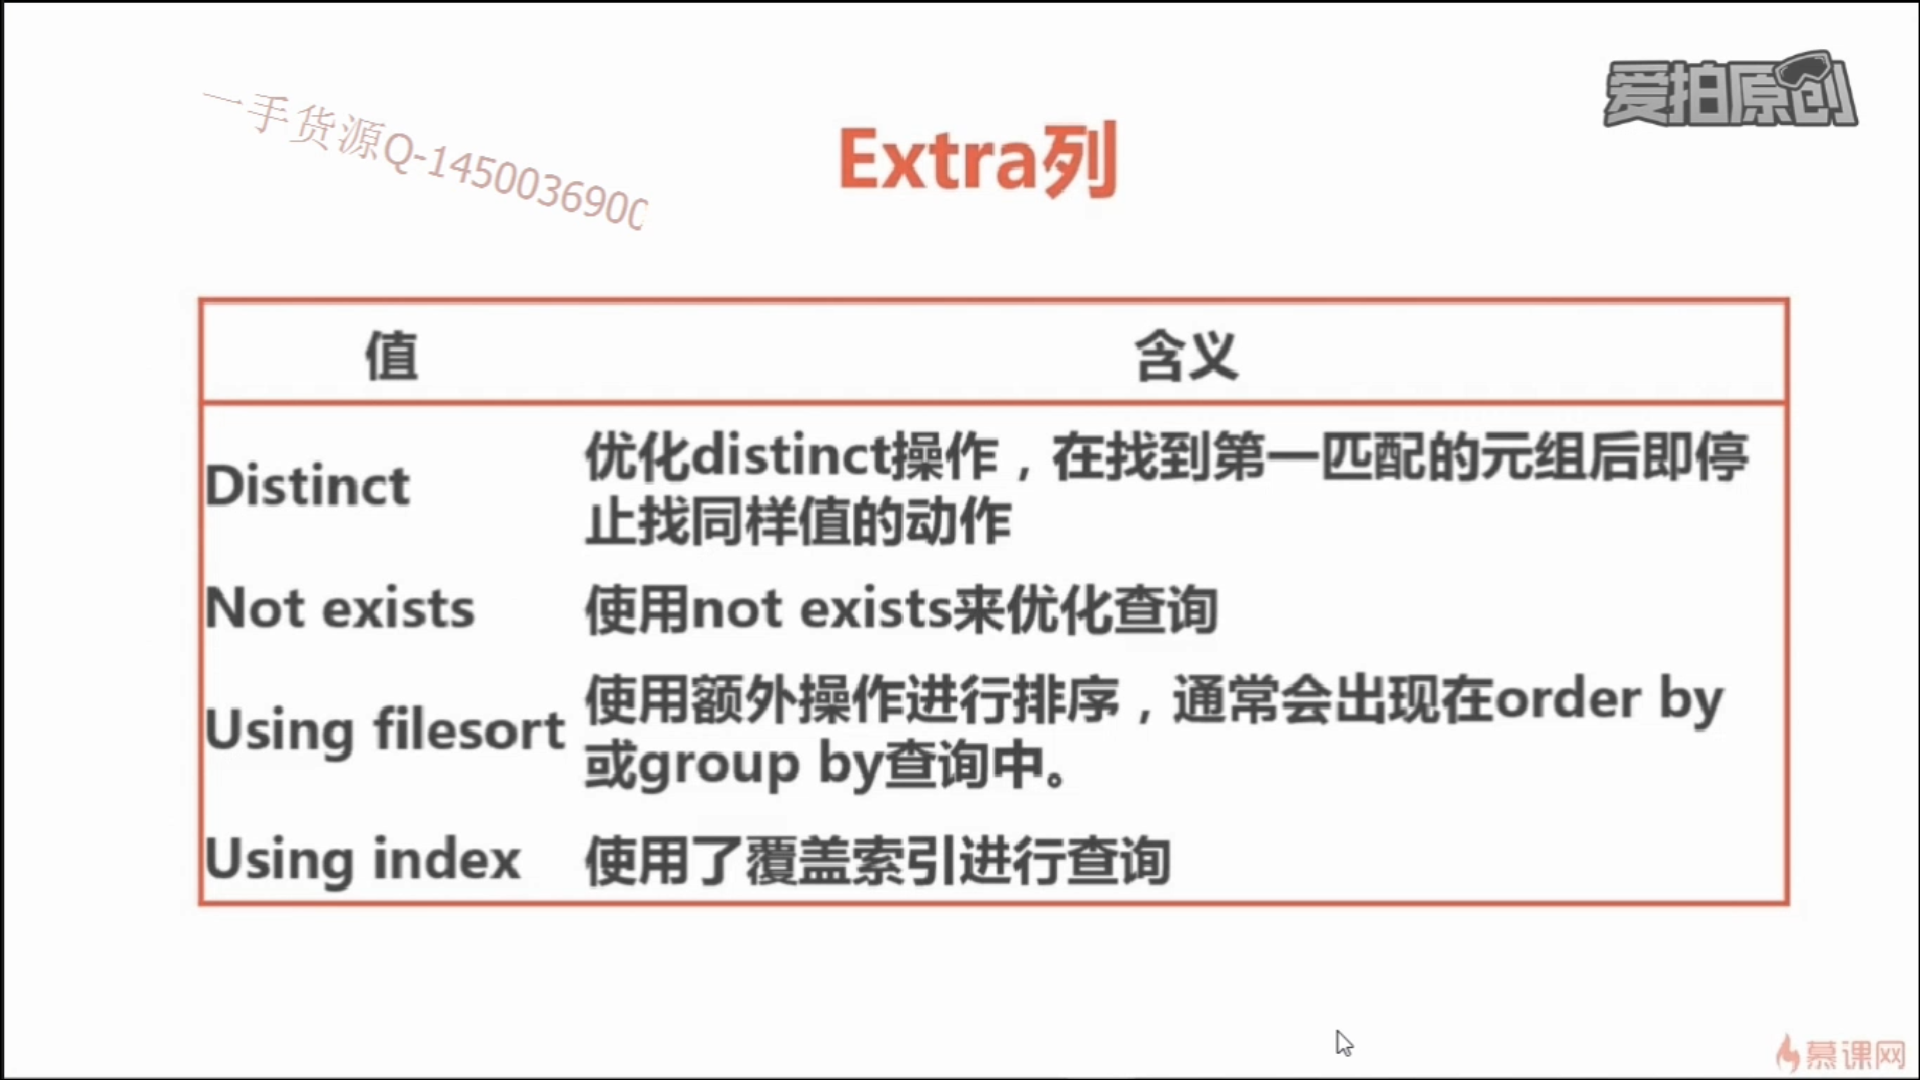 爱拍原创
一手货源Q-1450036900
Extra列
值 含义
Distinct 优化distinct操作，在找到第一匹配的元组后即停
止找同样值的动作
Not exists 使用not exists来优化查询
Using filesort 使用额外操作进行排序，通常会出现在order by
或group by查询中。
Using index 使用了覆盖索引进行查询
慕课网